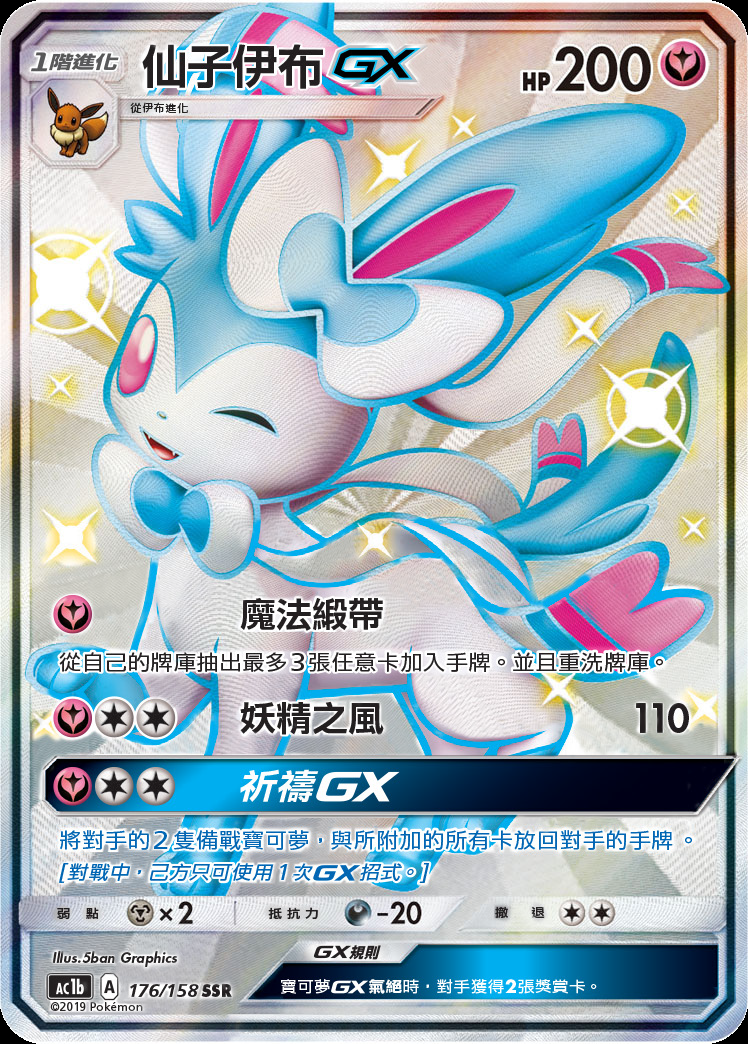 1階進化
仙子伊布GX
HP200
從伊布進化
魔法緞帶
從自己的牌庫抽出最多3張任意卡加入手牌。並且重洗牌庫。
妖精之風 110
祈禱GX
將對手的2隻備戰寶可夢,與所附加的所有卡放回對手的手牌。
[對戰中,己方只可使用1次GX招式。]
弱點 ×2 抵抗力 -20 撤退
Illus.5ban Graphics
GX規則
AC1b A 176/158 SSR
寶可夢GX氣絕時,對手獲得2張獎賞卡。
©2019 Pokémon